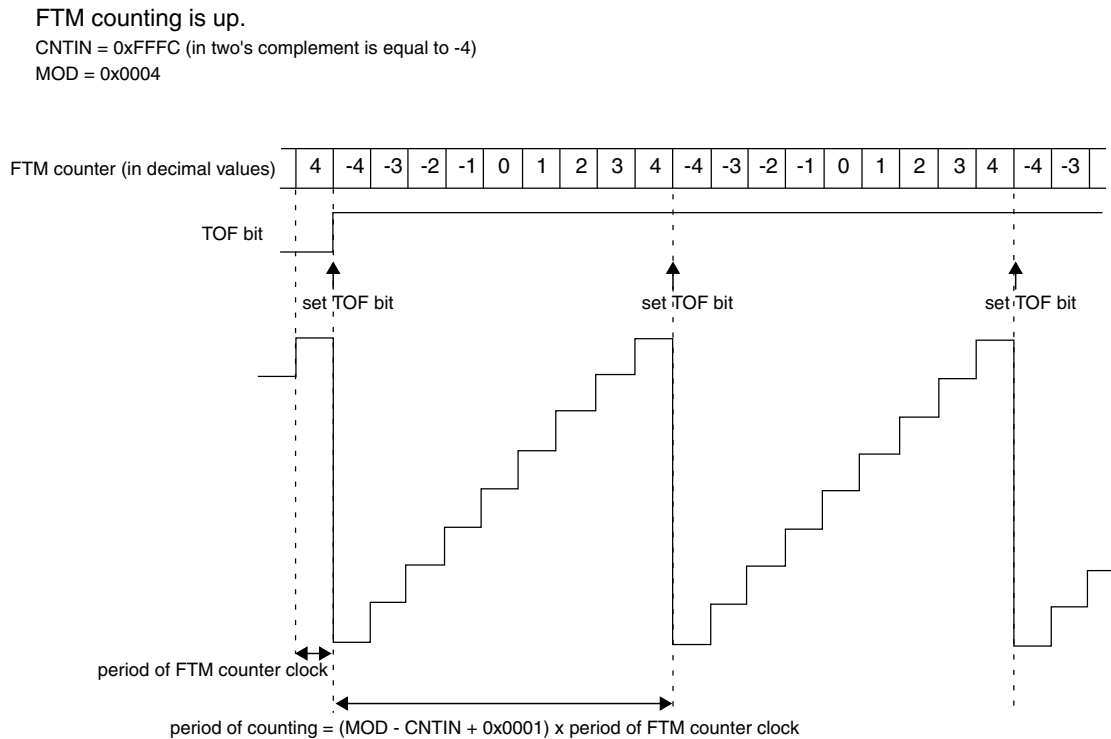 FTM counting is up.
CNTIN = 0xFFFC (in two's complement is equal to -4)
MOD = 0x0004
FTM counter (in decimal values) 4 -4 -3 -2 -1 0 1 2 3 4 -4 -3 -2 -1 0 1 2 3 4 -4 -3
TOF bit
set TOF bit set TOF bit set TOF bit
period of FTM counter clock
period of counting = (MOD - CNTIN + 0x0001) x period of FTM counter clock